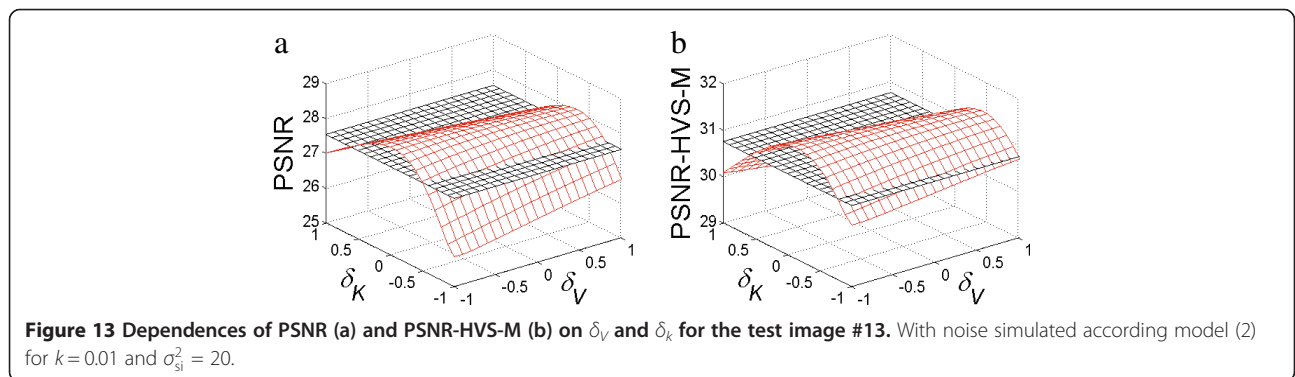 a
b
29
28
27
26
25
PSNR
1
0.5
0
-0.5
-1
δK
-1
-0.5
0
0.5
1
δV
32
31
30
29
PSNR-HVS-M
1
0.5
0
-0.5
-1
δK
-1
-0.5
0
0.5
1
δV
Figure 13 Dependences of PSNR (a) and PSNR-HVS-M (b) on δV and δk for the test image #13. With noise simulated according model (2)
for k = 0.01 and σ²si = 20.